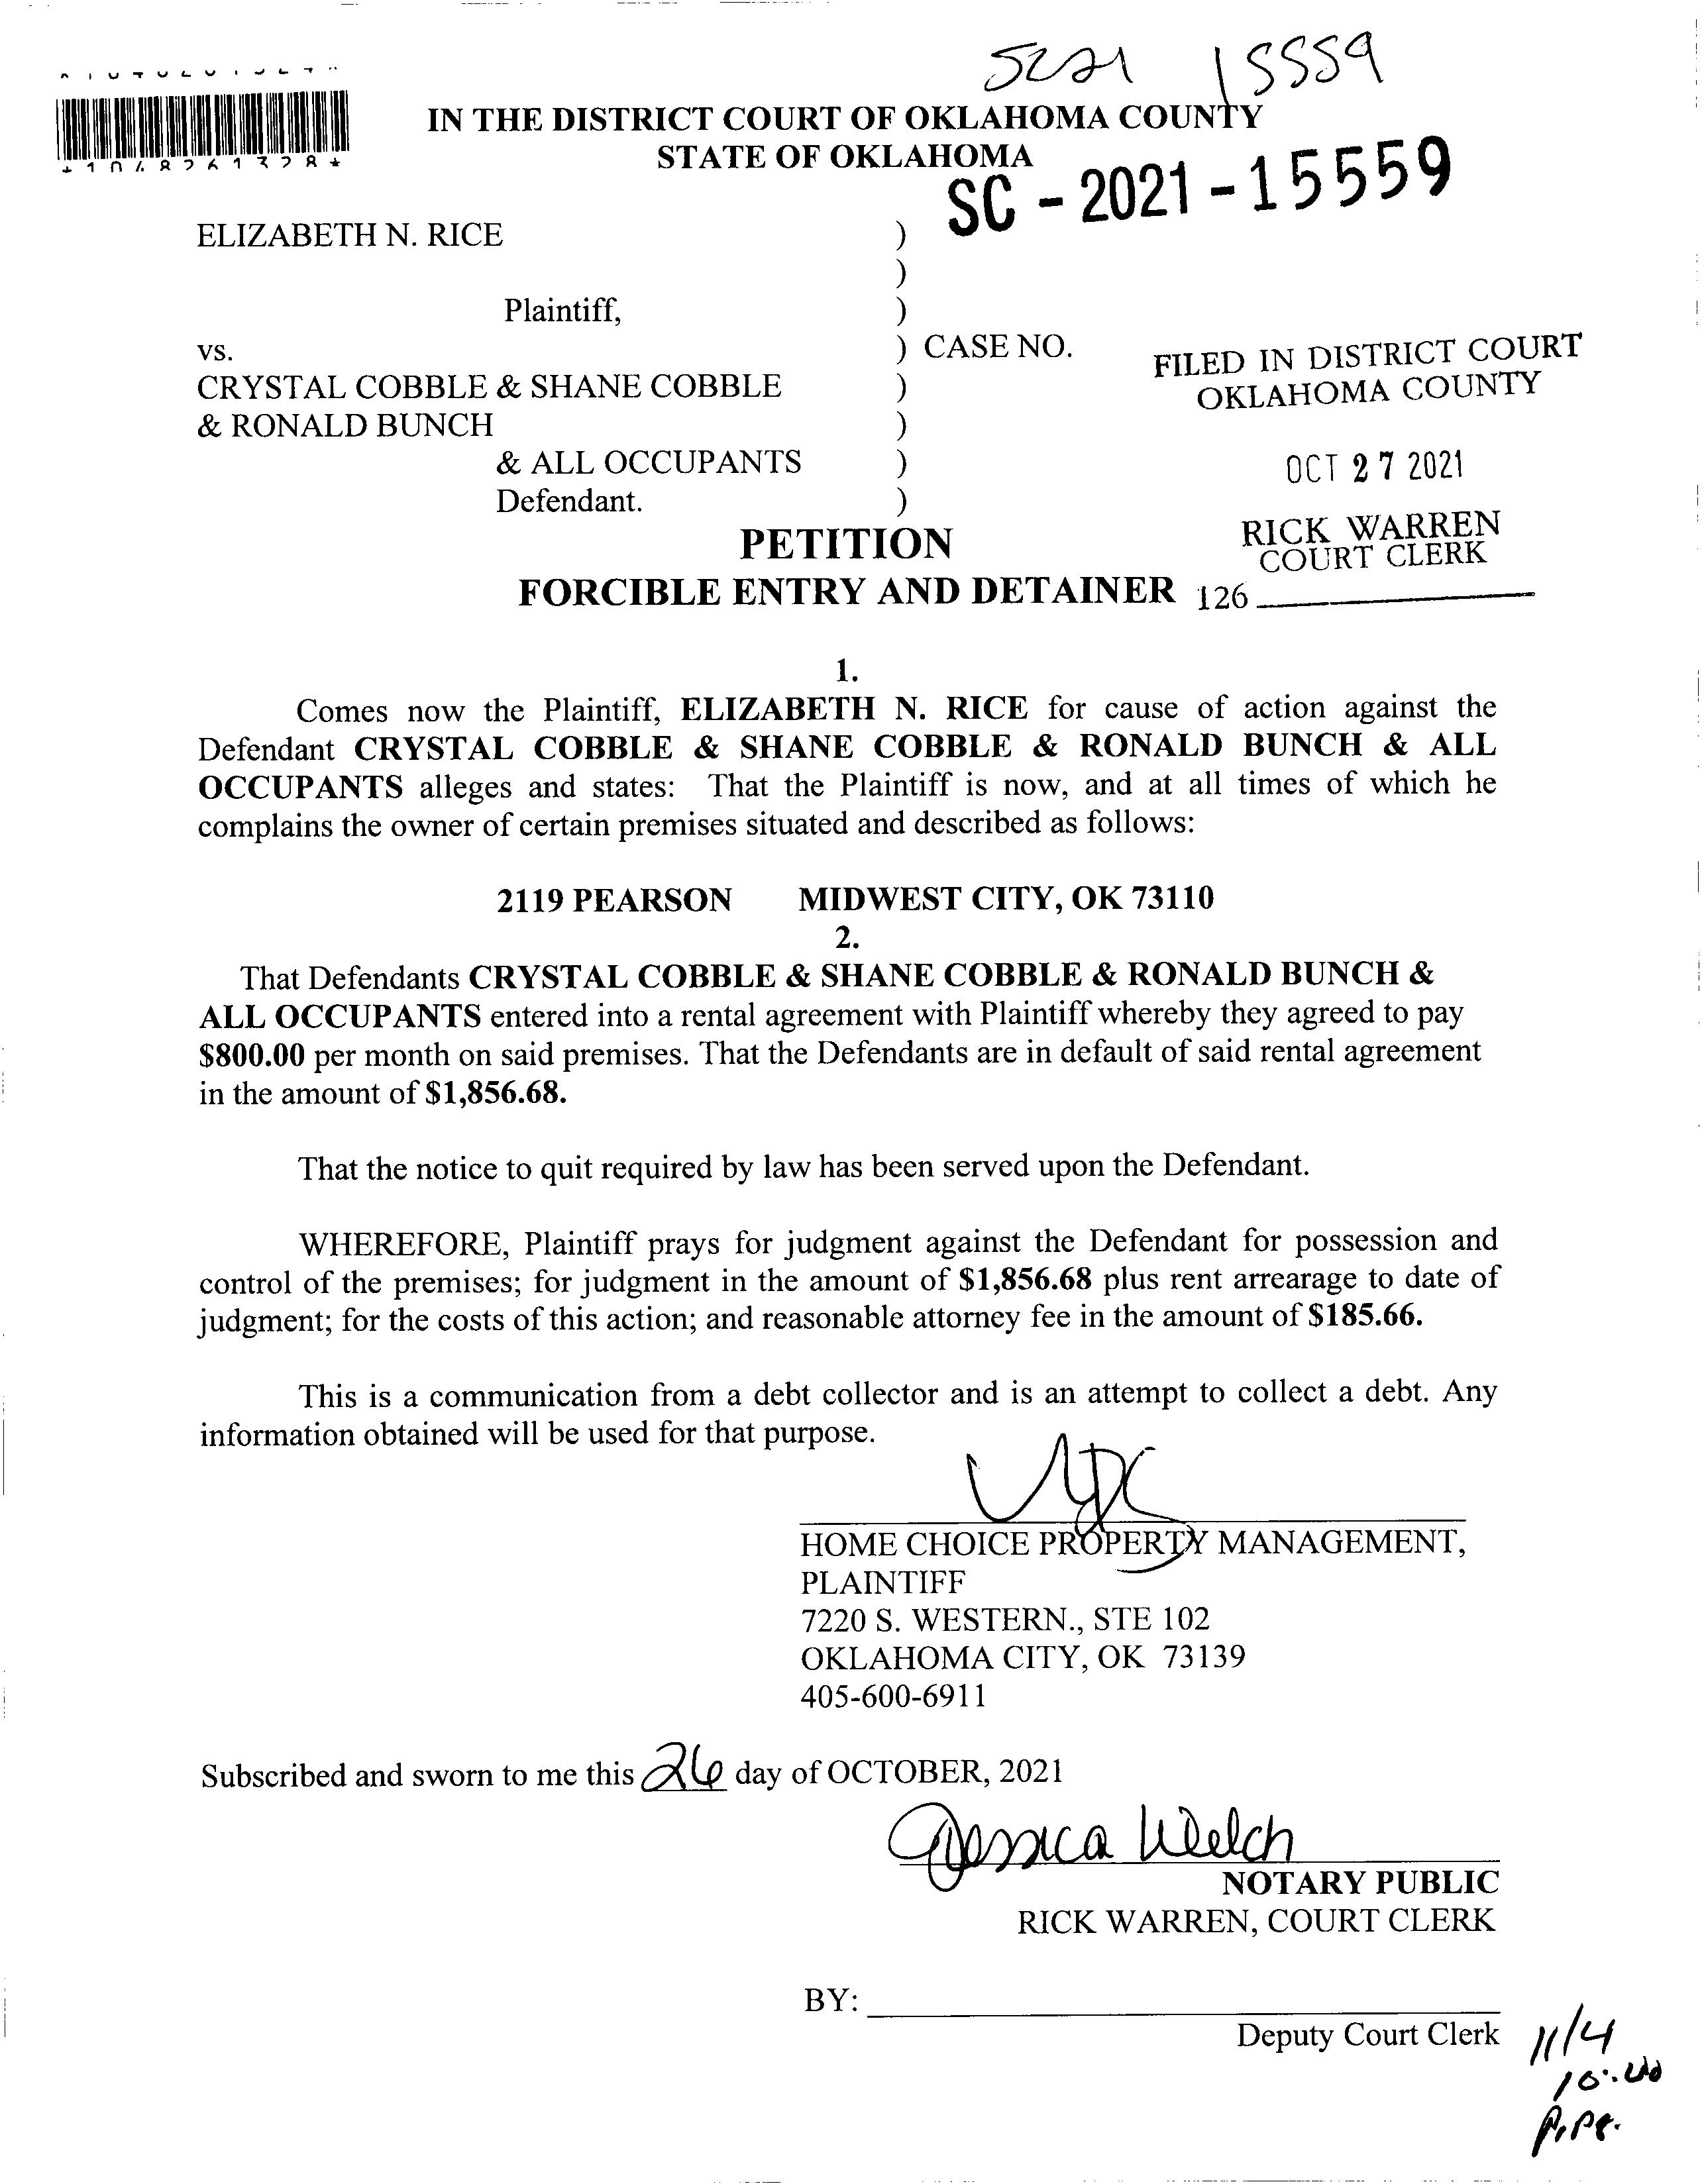 SC21 15559
IN THE DISTRICT COURT OF OKLAHOMA COUNTY
STATE OF OKLAHOMA
*1048261328*
SC - 2021 - 15559
ELIZABETH N. RICE )
)
Plaintiff, )
vs. ) CASE NO.
CRYSTAL COBBLE & SHANE COBBLE )
& RONALD BUNCH )
& ALL OCCUPANTS )
Defendant. )
FILED IN DISTRICT COURT
OKLAHOMA COUNTY
OCT 27 2021
RICK WARREN
COURT CLERK
126
PETITION
FORCIBLE ENTRY AND DETAINER
1.
Comes now the Plaintiff, ELIZABETH N. RICE for cause of action against the
Defendant CRYSTAL COBBLE & SHANE COBBLE & RONALD BUNCH & ALL
OCCUPANTS alleges and states: That the Plaintiff is now, and at all times of which he
complains the owner of certain premises situated and described as follows:
2119 PEARSON MIDWEST CITY, OK 73110
2.
That Defendants CRYSTAL COBBLE & SHANE COBBLE & RONALD BUNCH &
ALL OCCUPANTS entered into a rental agreement with Plaintiff whereby they agreed to pay
$800.00 per month on said premises. That the Defendants are in default of said rental agreement
in the amount of $1,856.68.
That the notice to quit required by law has been served upon the Defendant.
WHEREFORE, Plaintiff prays for judgment against the Defendant for possession and
control of the premises; for judgment in the amount of $1,856.68 plus rent arrearage to date of
judgment; for the costs of this action; and reasonable attorney fee in the amount of $185.66.
This is a communication from a debt collector and is an attempt to collect a debt. Any
information obtained will be used for that purpose.
HOME CHOICE PROPERTY MANAGEMENT,
PLAINTIFF
7220 S. WESTERN., STE 102
OKLAHOMA CITY, OK 73139
405-600-6911
Subscribed and sworn to me this 26 day of OCTOBER, 2021
Jessica Welch
NOTARY PUBLIC
RICK WARREN, COURT CLERK
BY:
Deputy Court Clerk
11/4
10:00